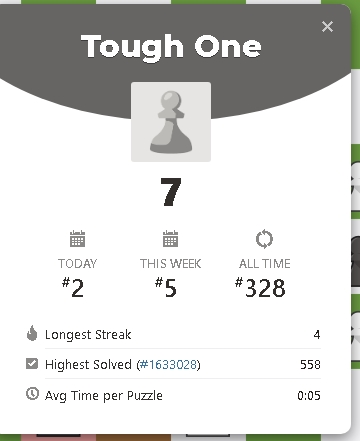 Tough One
7
TODAY THIS WEEK ALL TIME
#2 #5 #328
Longest Streak 4
Highest Solved (#1633028) 558
Avg Time per Puzzle 0:05